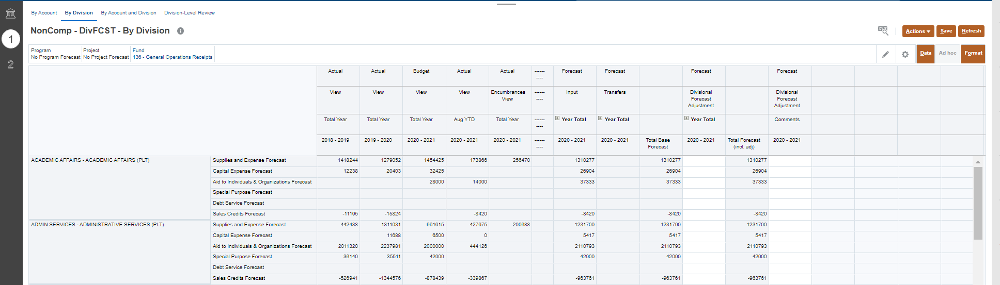 By Account By Division By Account and Division Division-Level Review
1
2
NonComp - DivFCST - By Division i
Actions Save Refresh
Program Project Fund
No Program Forecast No Project Forecast 136 - General Operations Receipts
Data Ad hoc Format
Actual Actual Budget Actual Actual ---------- Forecast Forecast Forecast Forecast
View View View View Encumbrances View ---------- Input Transfers Divisional Forecast Adjustment Divisional Forecast Adjustment
Total Year Total Year Total Year Aug YTD Total Year ---------- Year Total Year Total Year Total Comments
2018 - 2019 2019 - 2020 2020 - 2021 2020 - 2021 2020 - 2021 ---------- 2020 - 2021 2020 - 2021 Total Base Forecast 2020 - 2021 Total Forecast (incl. adj) 2020 - 2021
ACADEMIC AFFAIRS - ACADEMIC AFFAIRS (PLT) Supplies and Expense Forecast 1418244 1279052 1454425 173866 256470 1310277 1310277 1310277
Capital Expense Forecast 12238 20403 32425 26904 26904 26904
Aid to Individuals & Organizations Forecast 28000 14000 37333 37333 37333
Special Purpose Forecast
Debt Service Forecast
Sales Credits Forecast -11195 -15824 -8420 -8420 -8420 -8420
ADMIN SERVICES - ADMINISTRATIVE SERVICES (PLT) Supplies and Expense Forecast 442438 1311031 961615 427675 200988 1231700 1231700 1231700
Capital Expense Forecast 11688 6500 0 5417 5417 5417
Aid to Individuals & Organizations Forecast 2011320 2237981 2000000 444126 2110793 2110793 2110793
Special Purpose Forecast 39140 35511 42000 42000 42000 42000
Debt Service Forecast
Sales Credits Forecast -526941 -1344576 -878439 -339867 -963761 -963761 -963761